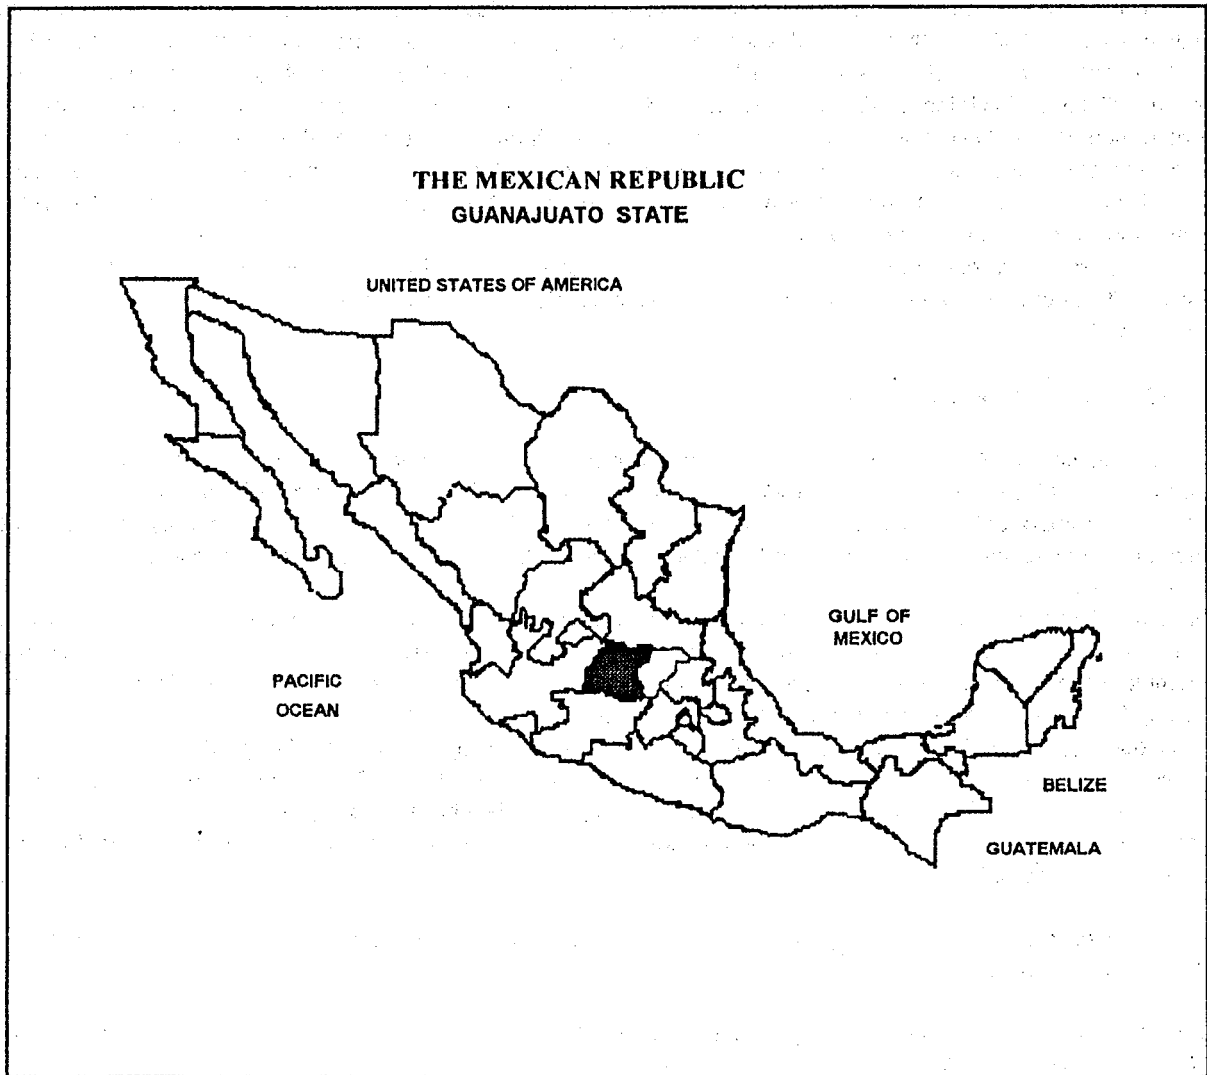 THE MEXICAN REPUBLIC
GUANAJUATO STATE
UNITED STATES OF AMERICA
GULF OF
MEXICO
PACIFIC
OCEAN
BELIZE
GUATEMALA